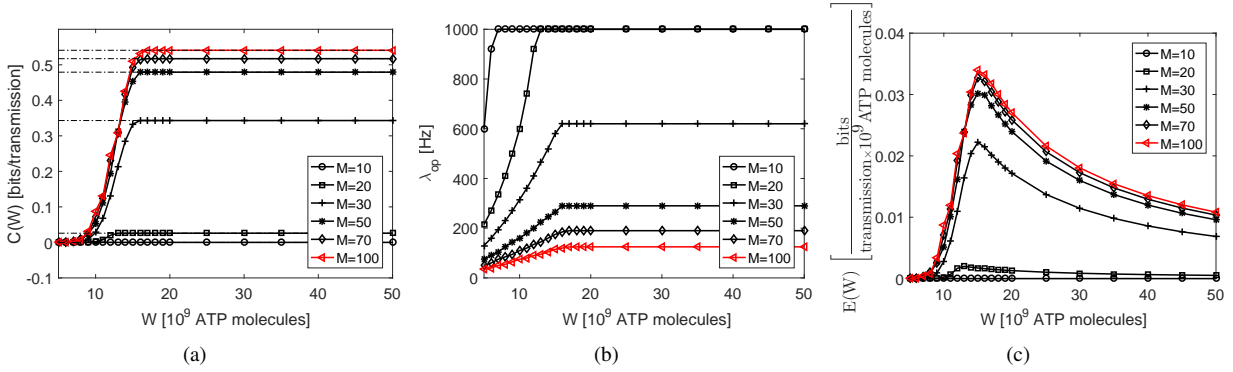 C(W) [bits/transmission]
0.5
0.4
0.3
0.2
0.1
0
-0.1
10
20
30
40
50
W [10^9 ATP molecules]
M=10
M=20
M=30
M=50
M=70
M=100
(a)
λ_op [Hz]
1000
800
600
400
200
0
10
20
30
40
50
W [10^9 ATP molecules]
M=10
M=20
M=30
M=50
M=70
M=100
(b)
E(W) [bits / transmission×10^9 ATP molecules]
0.04
0.03
0.02
0.01
0
10
20
30
40
50
W [10^9 ATP molecules]
M=10
M=20
M=30
M=50
M=70
M=100
(c)